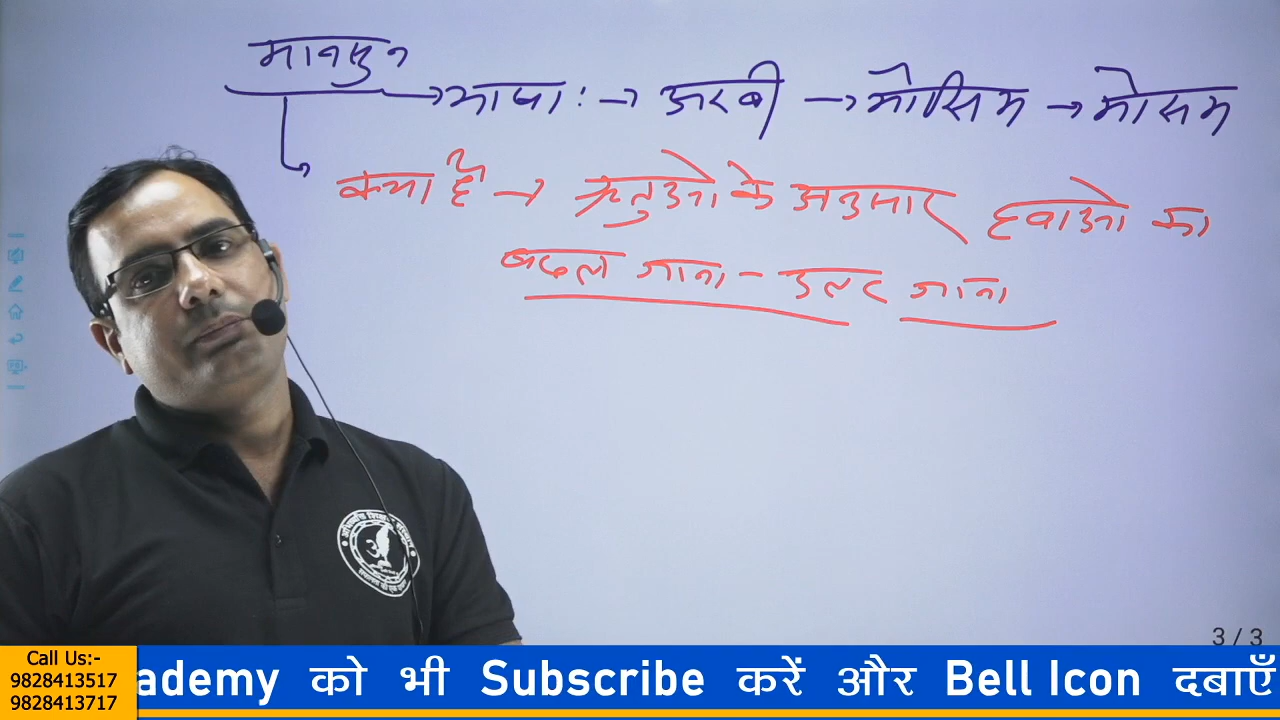 मानसुन
→ भाषा :→ अरबी → मौसिम → मौसम
क्या है → ऋतुओ के अनुसार हवाओ का
बदल जाना - उलट जाना
3 / 3
Call Us:-
9828413517
9828413717
ademy को भी Subscribe करें और Bell Icon दबाएँ